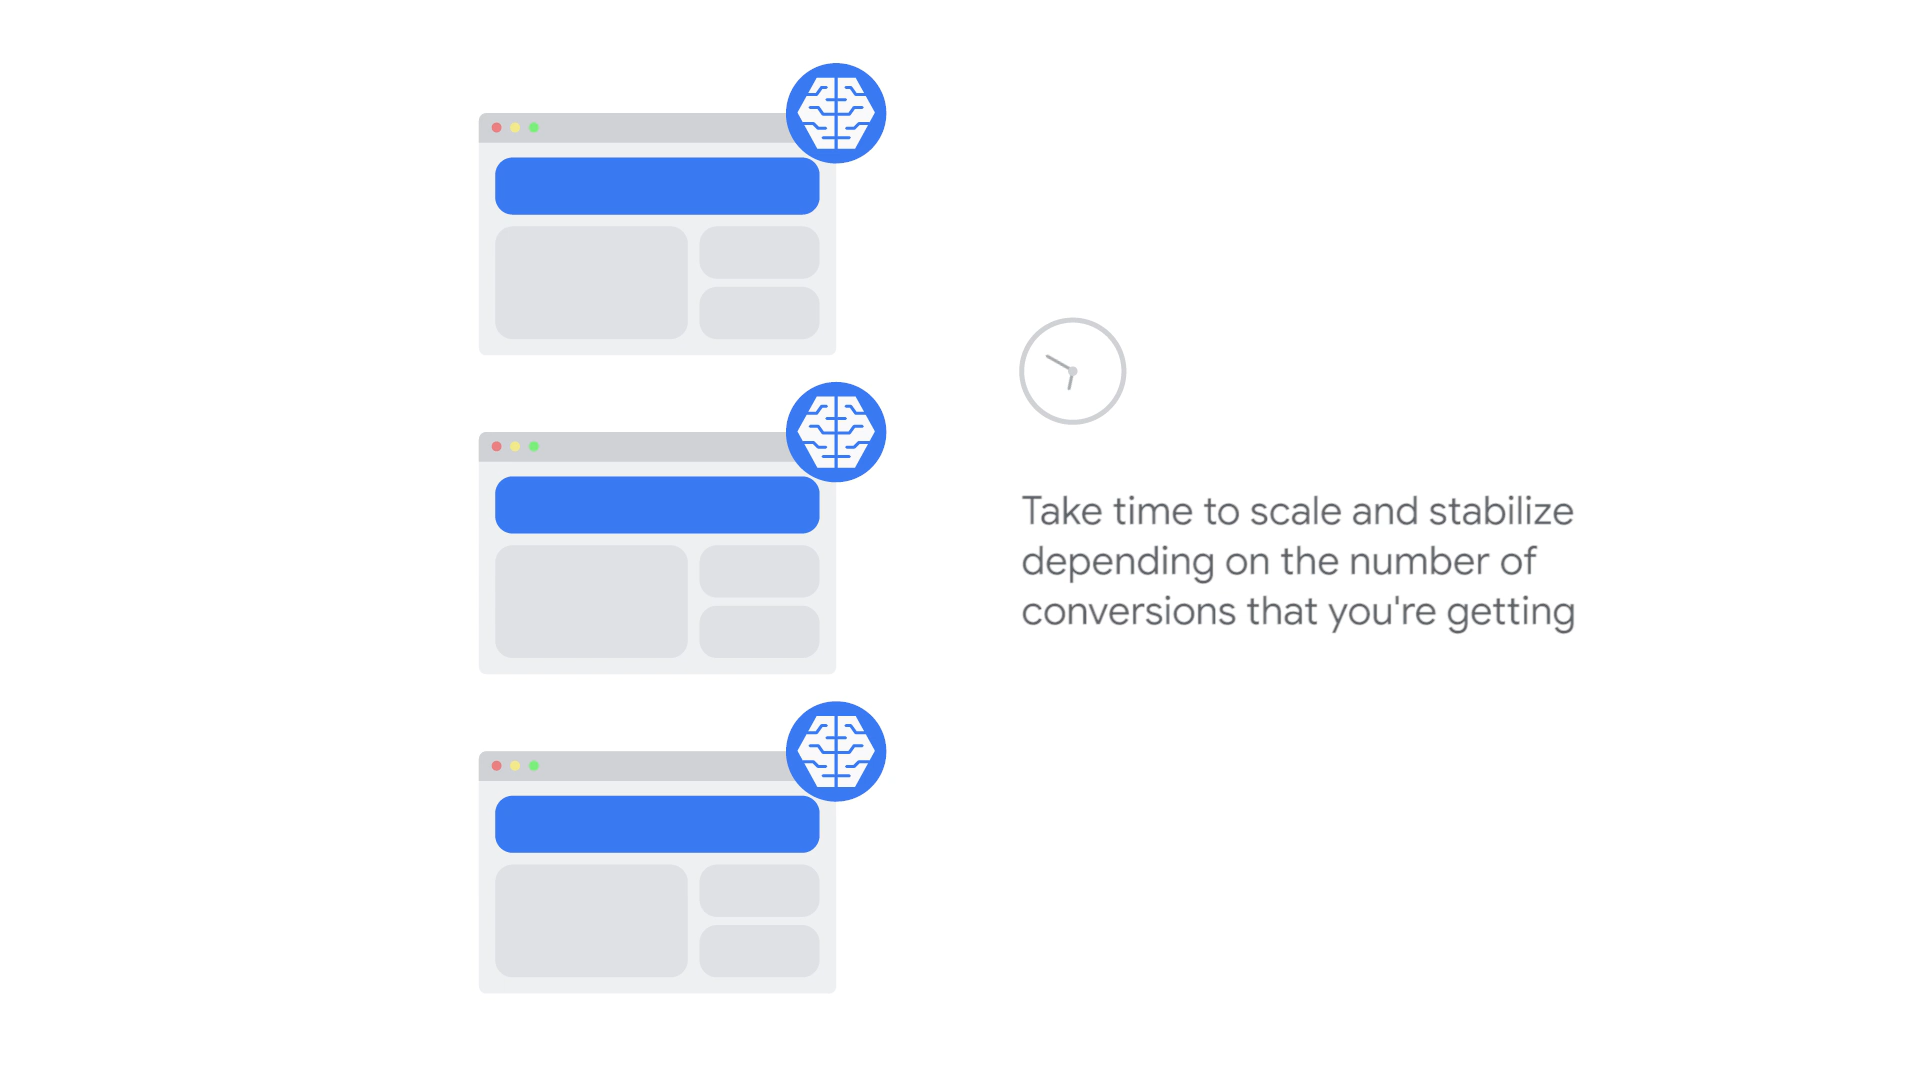 Take time to scale and stabilize
depending on the number of
conversions that you're getting